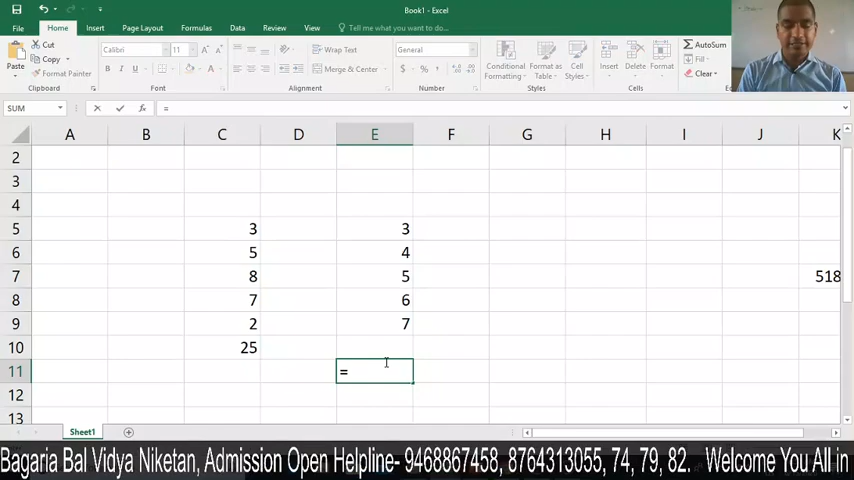 Book1 - Excel
File Home Insert Page Layout Formulas Data Review View Tell me what you want to do...
Paste Cut Copy Format Painter Clipboard
Calibri 11 B I U Font
Wrap Text Merge & Center Alignment
General $ % Number
Conditional Formatting Format as Table Cell Styles Styles
Insert Delete Format Cells
AutoSum Fill Clear
SUM fx =
A B C D E F G H I J K
2
3
4
5 3 3
6 5 4
7 8 5 518
8 7 6
9 2 7
10 25
11 =
12
13
Sheet1
Bagaria Bal Vidya Niketan, Admission Open Helpline- 9468867458, 8764313055, 74, 79, 82. Welcome You All in